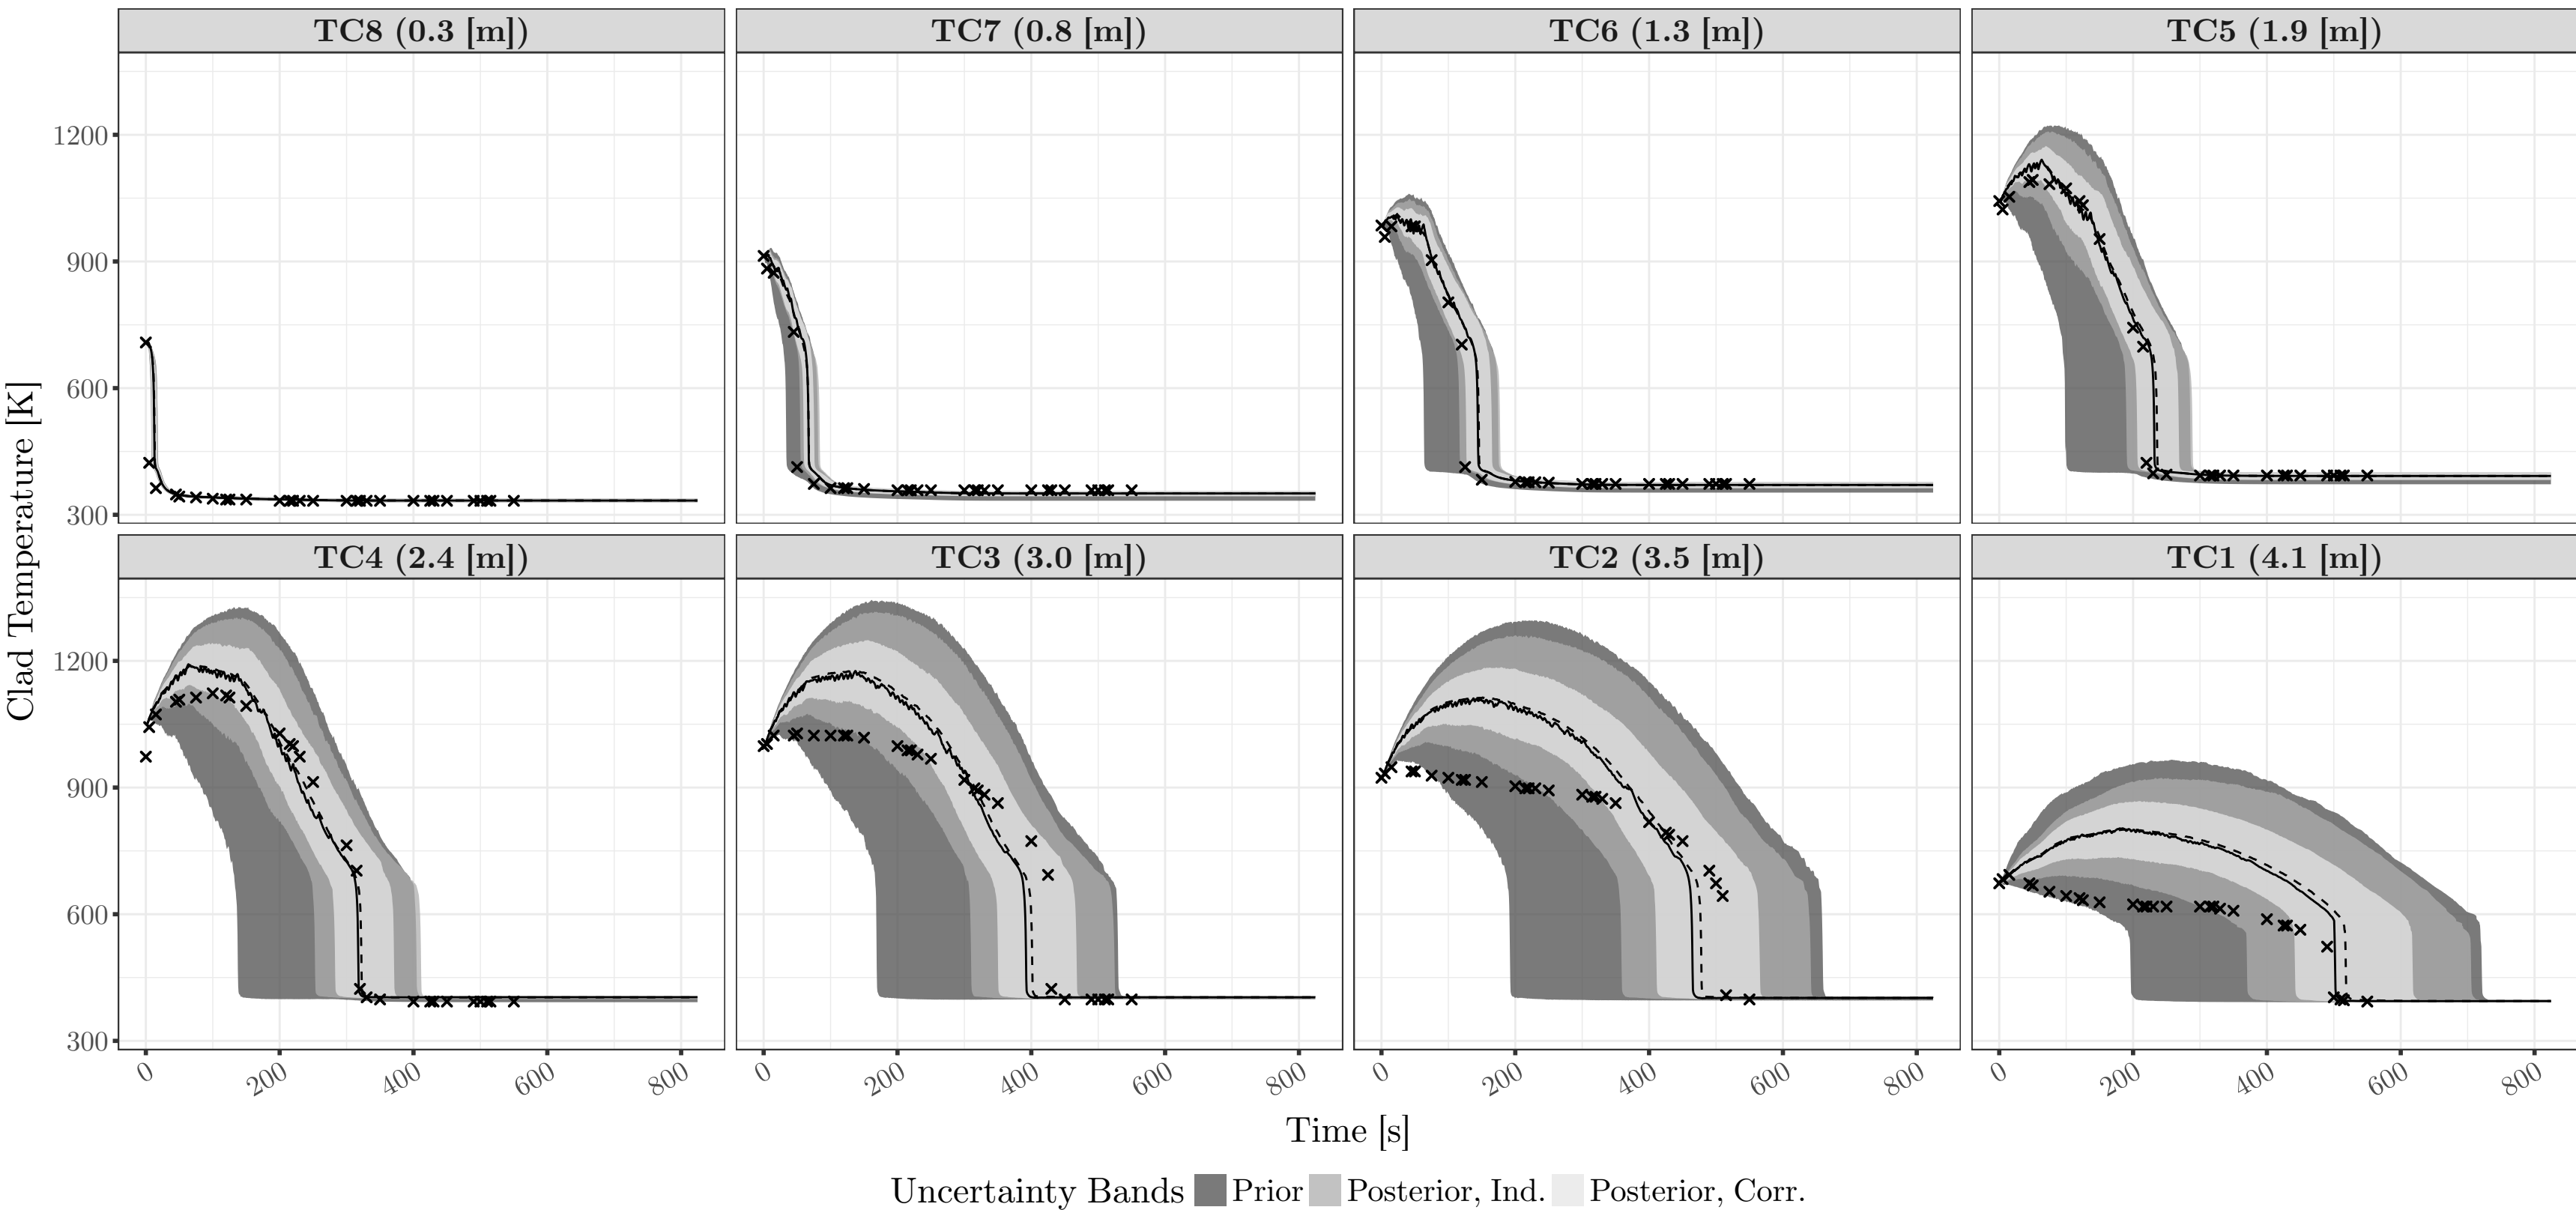 TC8 (0.3 [m])
TC7 (0.8 [m])
TC6 (1.3 [m])
TC5 (1.9 [m])
1200
900
600
300
TC4 (2.4 [m])
TC3 (3.0 [m])
TC2 (3.5 [m])
TC1 (4.1 [m])
1200
900
600
300
Clad Temperature [K]
0 200 400 600 800
0 200 400 600 800
0 200 400 600 800
0 200 400 600 800
Time [s]
Uncertainty Bands Prior Posterior, Ind. Posterior, Corr.